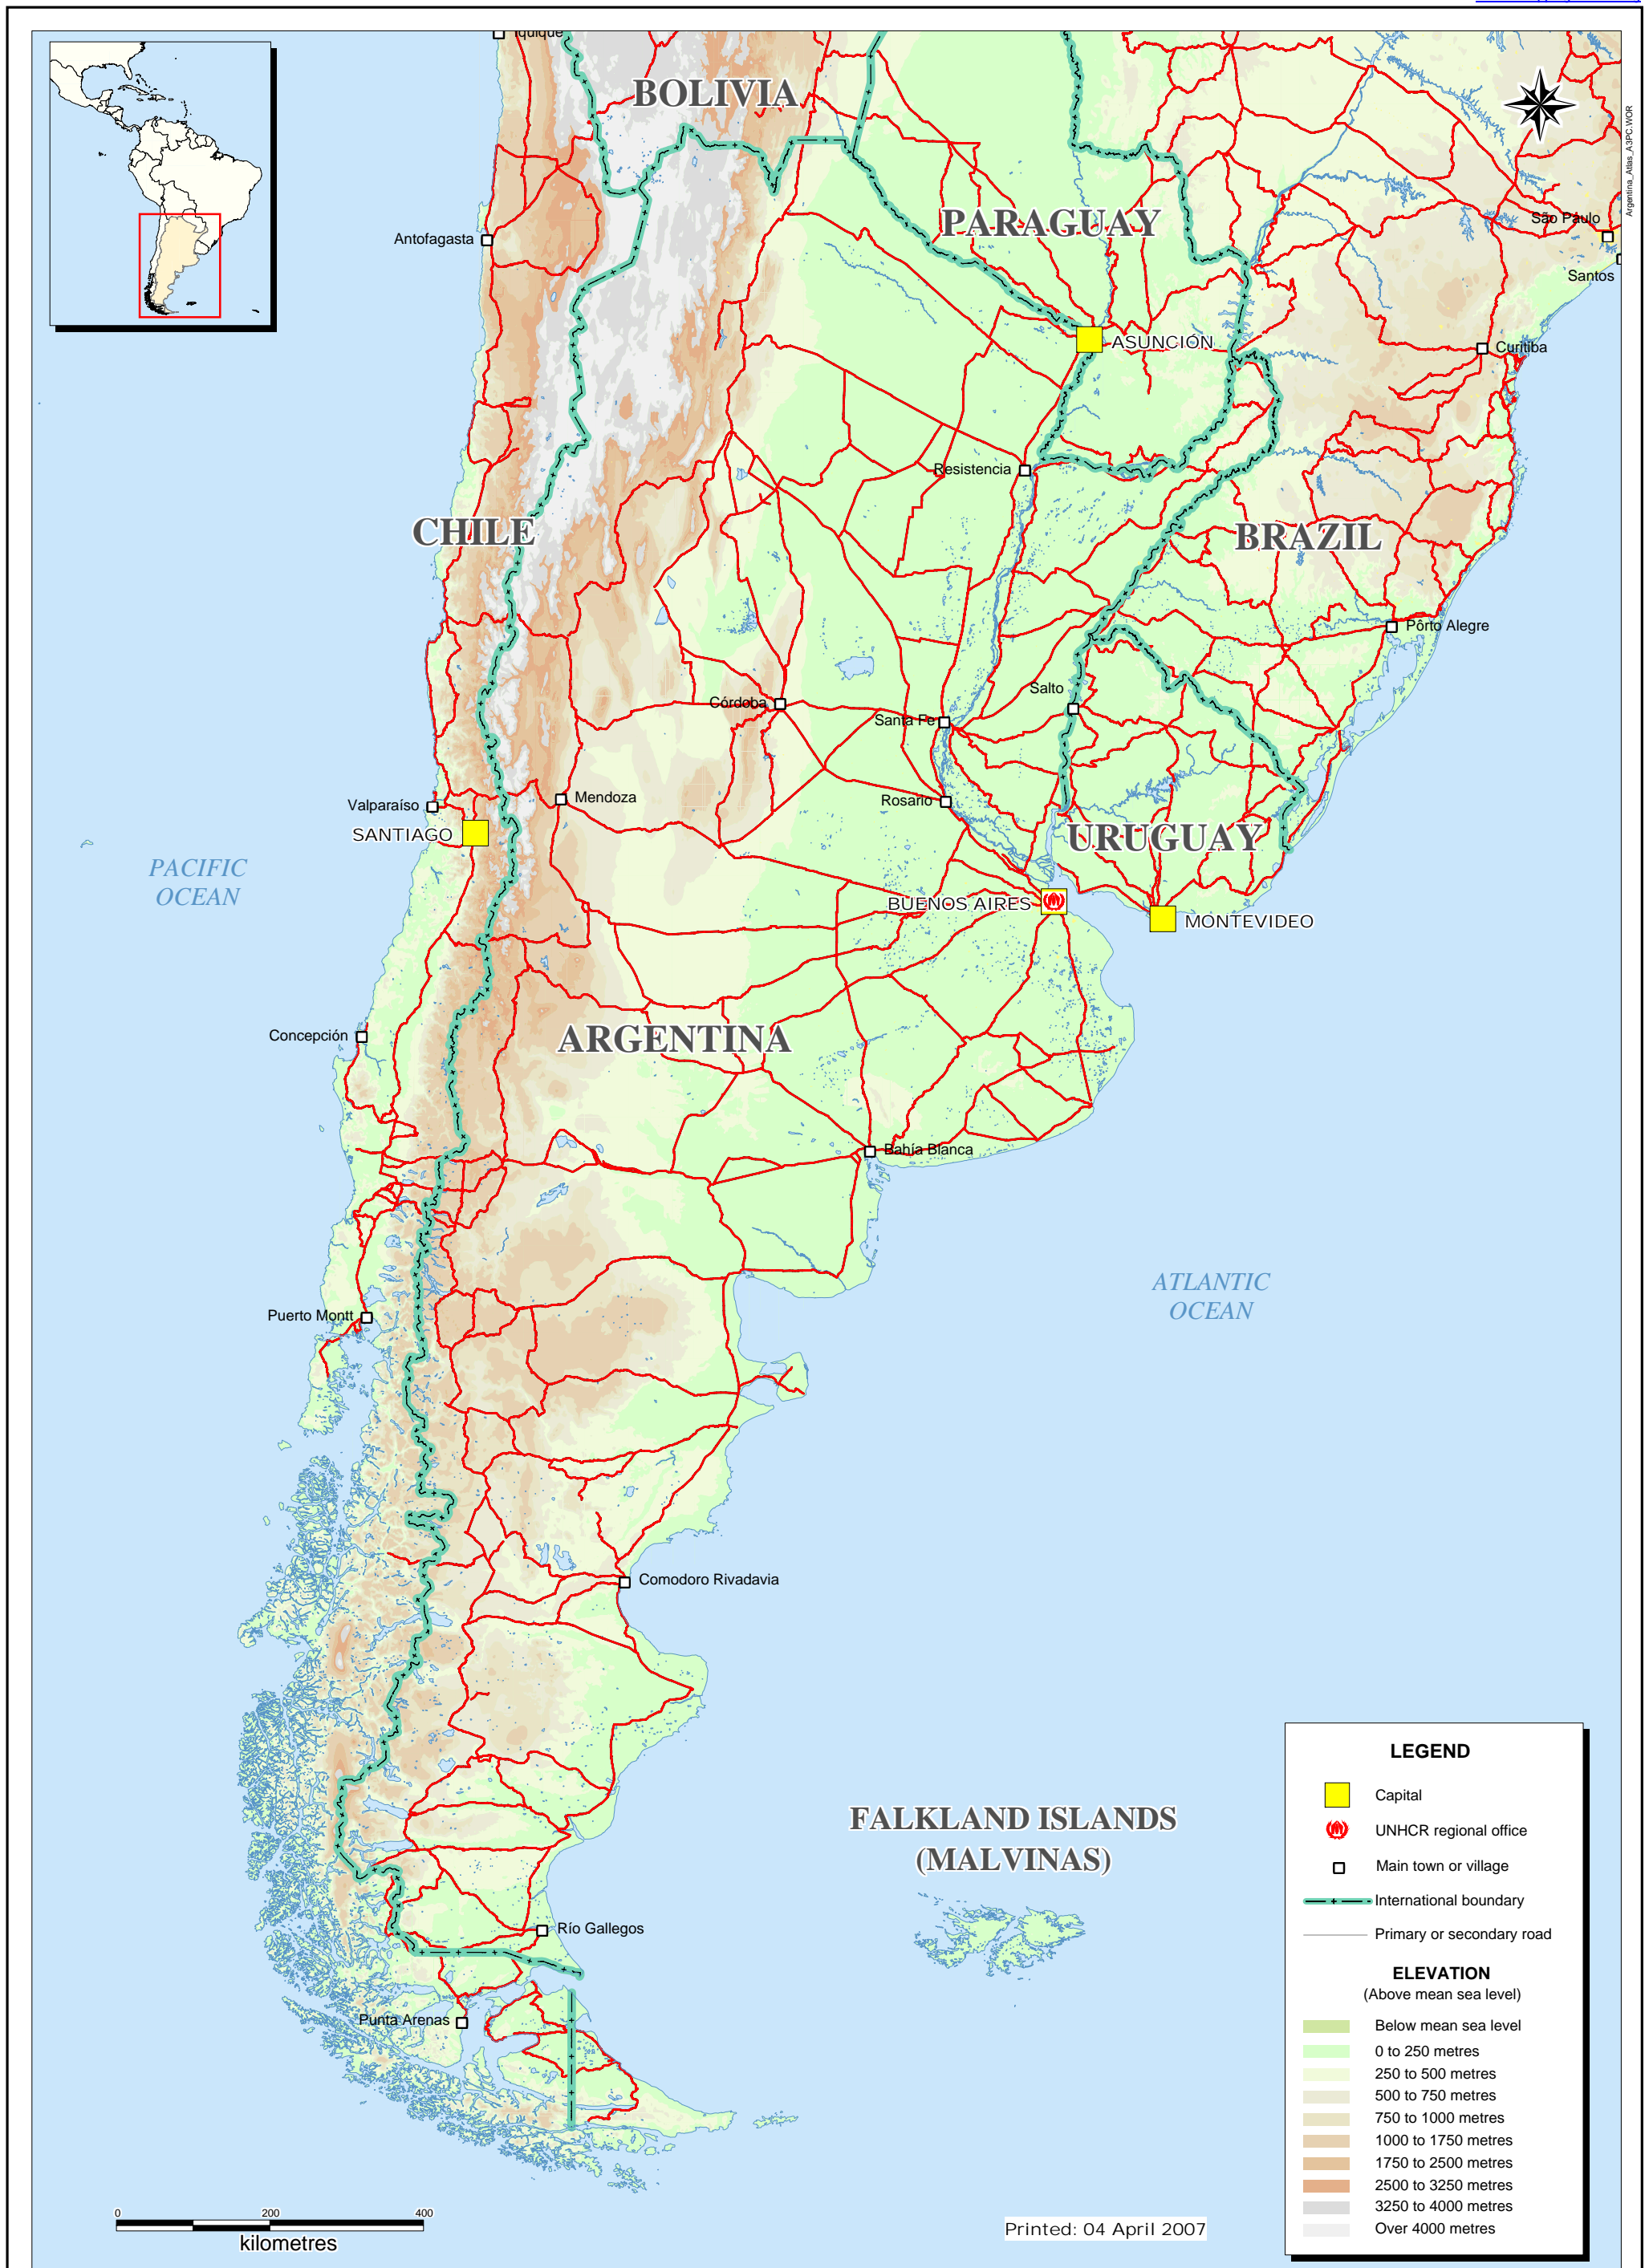 Iquique
BOLIVIA
Argentina_Atlas_A3PC.WOR
PARAGUAY
São Paulo
Antofagasta
Santos
ASUNCIÓN
Curitiba
Resistencia
CHILE
BRAZIL
Pôrto Alegre
Salto
Córdoba
Santa Fe
Mendoza
Rosario
Valparaíso
SANTIAGO
URUGUAY
PACIFIC
OCEAN
BUENOS AIRES
MONTEVIDEO
Concepción
ARGENTINA
Bahía Blanca
ATLANTIC
OCEAN
Puerto Montt
Comodoro Rivadavia
FALKLAND ISLANDS
(MALVINAS)
Río Gallegos
Punta Arenas
LEGEND
Capital
UNHCR regional office
Main town or village
International boundary
Primary or secondary road
ELEVATION
(Above mean sea level)
Below mean sea level
0 to 250 metres
250 to 500 metres
500 to 750 metres
750 to 1000 metres
1000 to 1750 metres
1750 to 2500 metres
2500 to 3250 metres
3250 to 4000 metres
Over 4000 metres
0 200 400
kilometres
Printed: 04 April 2007